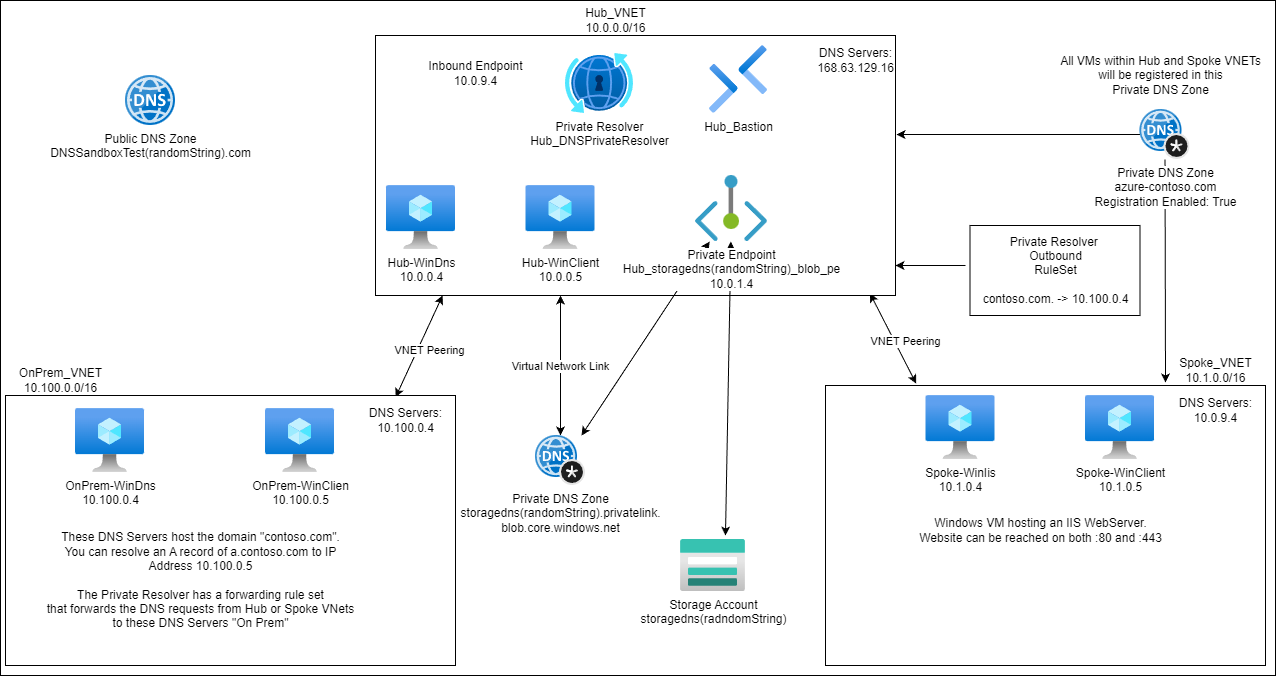 Hub_VNET
10.0.0.0/16
DNS Servers:
168.63.129.16
Inbound Endpoint
10.0.9.4
Private Resolver
Hub_DNSPrivateResolver
Hub_Bastion
All VMs within Hub and Spoke VNETs
will be registered in this
Private DNS Zone
DNS
Public DNS Zone
DNSSandboxTest(randomString).com
DNS
*
Private DNS Zone
azure-contoso.com
Registration Enabled: True
Hub-WinDns
10.0.0.4
Hub-WinClient
10.0.0.5
Private Endpoint
Hub_storagedns(randomString)_blob_pe
10.0.1.4
Private Resolver
Outbound
RuleSet
contoso.com. -> 10.100.0.4
VNET Peering
Virtual Network Link
VNET Peering
OnPrem_VNET
10.100.0.0/16
DNS Servers:
10.100.0.4
OnPrem-WinDns
10.100.0.4
OnPrem-WinClien
10.100.0.5
These DNS Servers host the domain "contoso.com".
You can resolve an A record of a.contoso.com to IP
Address 10.100.0.5
The Private Resolver has a forwarding rule set
that forwards the DNS requests from Hub or Spoke VNets
to these DNS Servers "On Prem"
DNS
*
Private DNS Zone
storagedns(randomString).privatelink.
blob.core.windows.net
Storage Account
storagedns(radndomString)
Spoke_VNET
10.1.0.0/16
DNS Servers:
10.0.9.4
Spoke-WinIis
10.1.0.4
Spoke-WinClient
10.1.0.5
Windows VM hosting an IIS WebServer.
Website can be reached on both :80 and :443